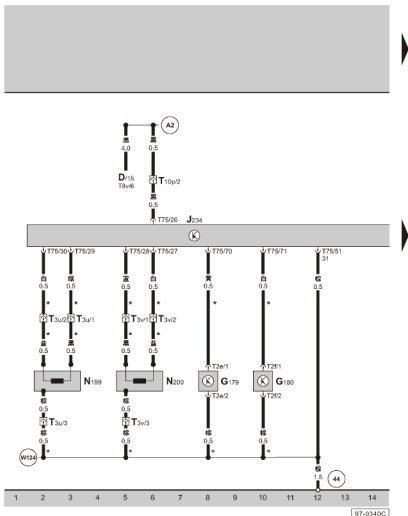 A2
黑 黑
4.0 0.5
D/15 T10p/2
T8v/6
黑
0.5
T75/26 J234
K
T75/30 T75/29 T75/28 T75/27 T75/70 T75/71 T75/51
31
白 棕 蓝 白 黄 白 棕
0.5 0.5 0.5 0.5 0.5 0.5 0.5
* * * * * *
T3u/2 T3u/1 T3v/1 T3v/2
蓝 黑 黑 蓝
0.5 0.5 0.5 0.5
T2e/1 T2f/1
N199 N200 K G179 K G180
T2e/2 T2f/2
棕 棕
0.5 0.5
T3u/3 T3v/3
棕 棕 棕 棕
0.5 0.5 0.5 0.5
* * * *
W124
棕
1.5 44
1 2 3 4 5 6 7 8 9 10 11 12 13 14
97-0340C